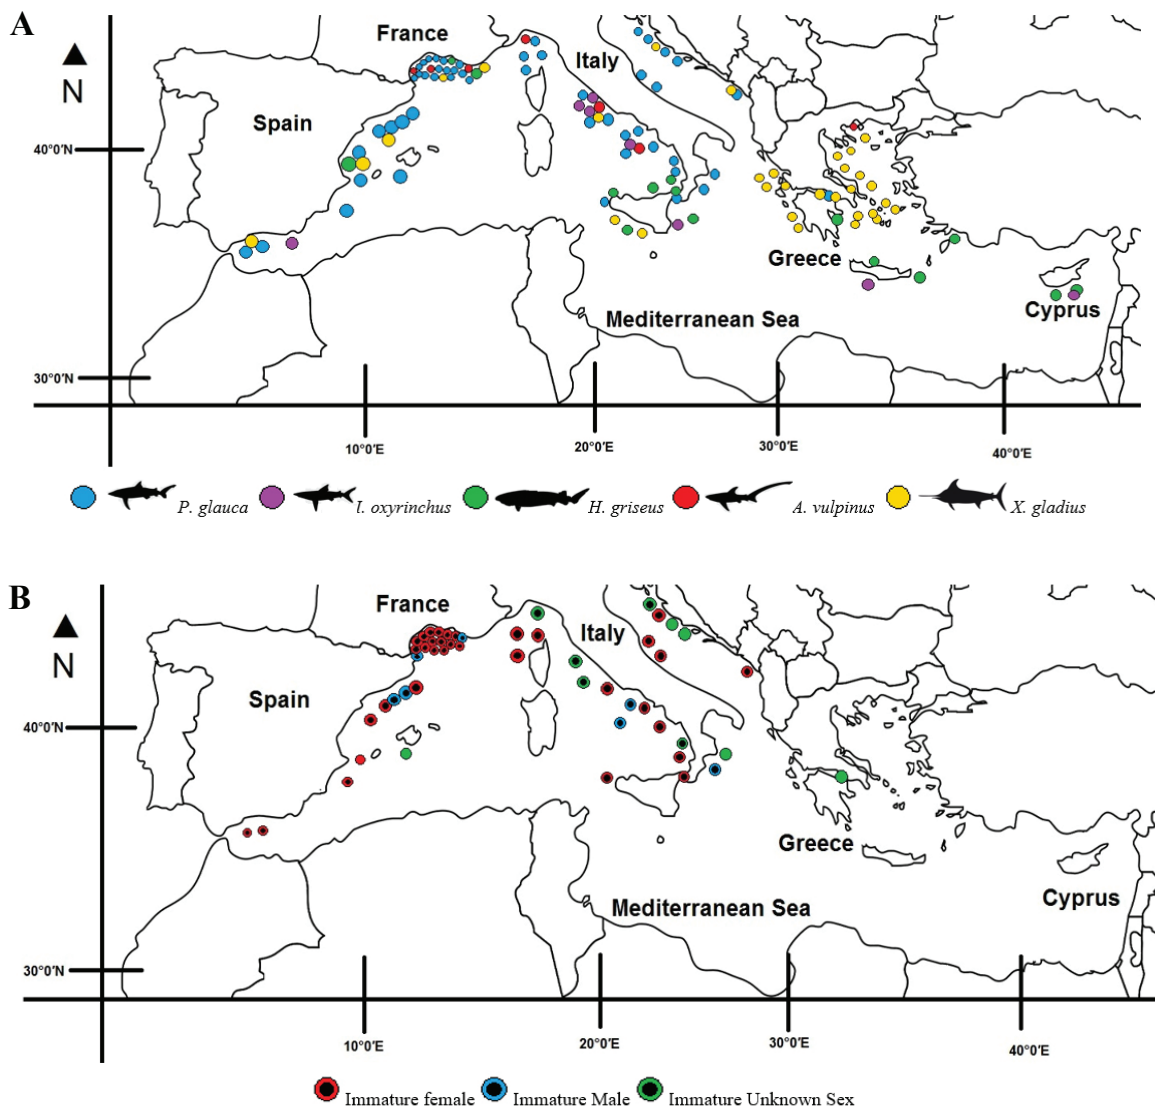 A
N
France
Italy
Spain
40°0'N
Greece
Cyprus
Mediterranean Sea
30°0'N
10°0'E
20°0'E
30°0'E
40°0'E
P. glauca
I. oxyrinchus
H. griseus
A. vulpinus
X. gladius
B
N
France
Italy
Spain
40°0'N
Greece
Cyprus
Mediterranean Sea
30°0'N
10°0'E
20°0'E
30°0'E
40°0'E
Immature female
Immature Male
Immature Unknown Sex